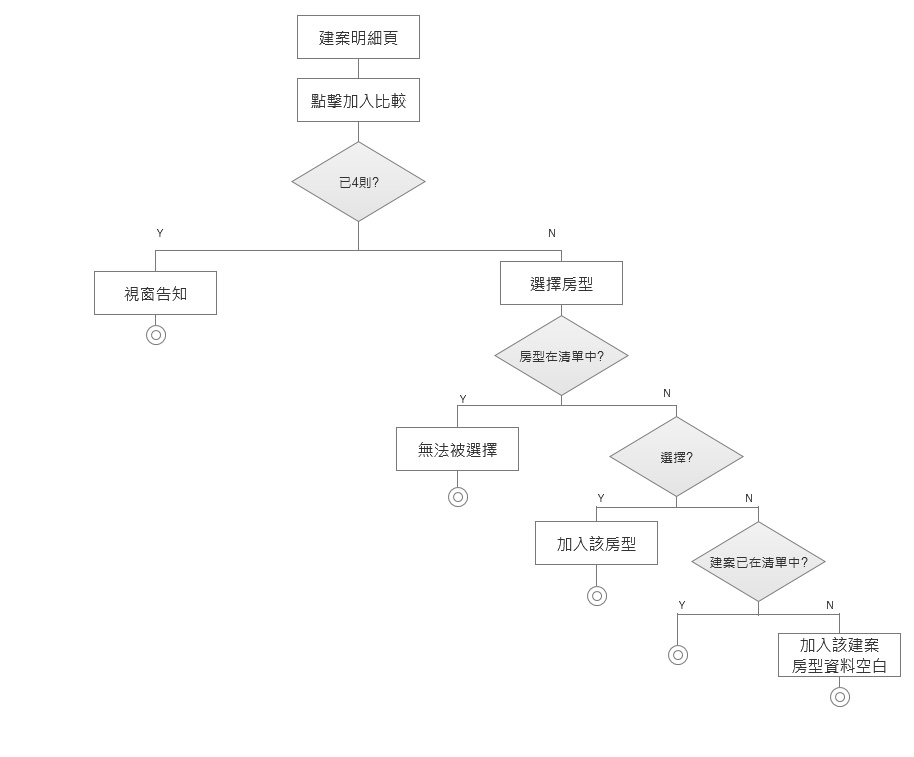 建案明細頁
點擊加入比較
已4則?
Y
N
視窗告知
選擇房型
房型在清單中?
Y
N
無法被選擇
選擇?
Y
N
加入該房型
建案已在清單中?
Y
N
加入該建案
房型資料空白